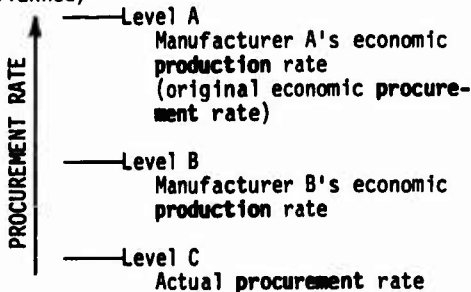 Planned)
Level A
Manufacturer A's economic
production rate
(original economic procure-
ment rate)
Level B
Manufacturer B's economic
production rate
Level C
Actual procurement rate
PROCUREMENT RATE